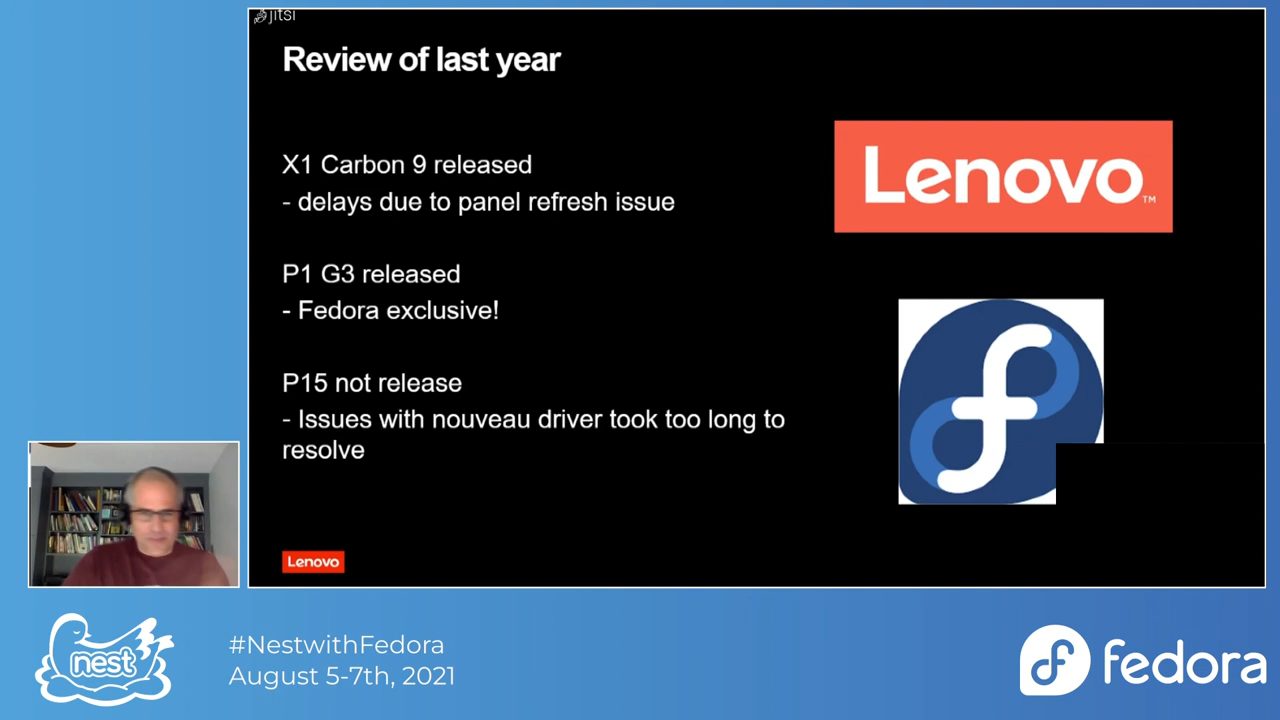 jitsi
Review of last year
X1 Carbon 9 released
- delays due to panel refresh issue
P1 G3 released
- Fedora exclusive!
P15 not release
- Issues with nouveau driver took too long to
resolve
Lenovo™
Lenovo
nest
#NestwithFedora
August 5-7th, 2021
fedora